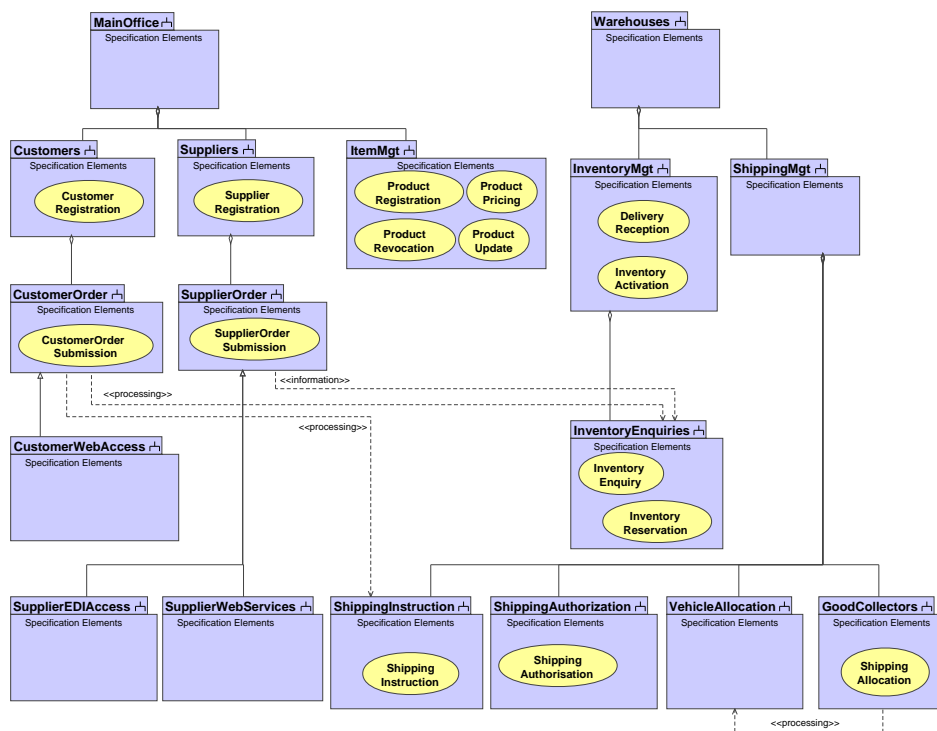 MainOffice
Specification Elements
Warehouses
Specification Elements
Customers
Specification Elements
Customer
Registration
Suppliers
Specification Elements
Supplier
Registration
ItemMgt
Specification Elements
Product
Registration
Product
Pricing
Product
Revocation
Product
Update
InventoryMgt
Specification Elements
Delivery
Reception
Inventory
Activation
ShippingMgt
Specification Elements
CustomerOrder
Specification Elements
CustomerOrder
Submission
SupplierOrder
Specification Elements
SupplierOrder
Submission
<<information>>
<<processing>>
<<processing>>
CustomerWebAccess
Specification Elements
InventoryEnquiries
Specification Elements
Inventory
Enquiry
Inventory
Reservation
SupplierEDIAccess
Specification Elements
SupplierWebServices
Specification Elements
ShippingInstruction
Specification Elements
Shipping
Instruction
ShippingAuthorization
Specification Elements
Shipping
Authorisation
VehicleAllocation
Specification Elements
GoodCollectors
Specification Elements
Shipping
Allocation
<<processing>>